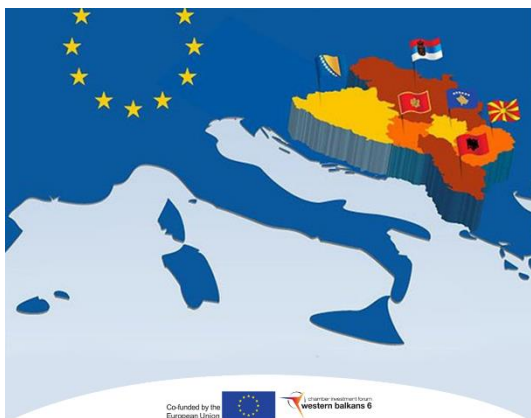 Co-funded by the
European Union
chamber investment forum
western balkans 6